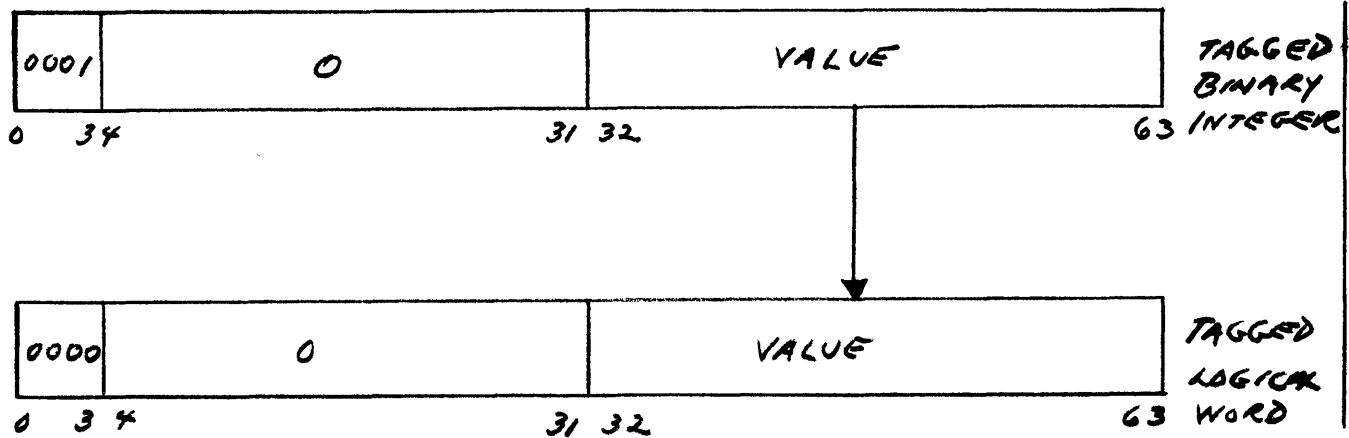 0001 0 VALUE TAGGED
BINARY
0 3 4 31 32 63 INTEGER
0000 0 VALUE TAGGED
LOGICAL
0 3 4 31 32 63 WORD